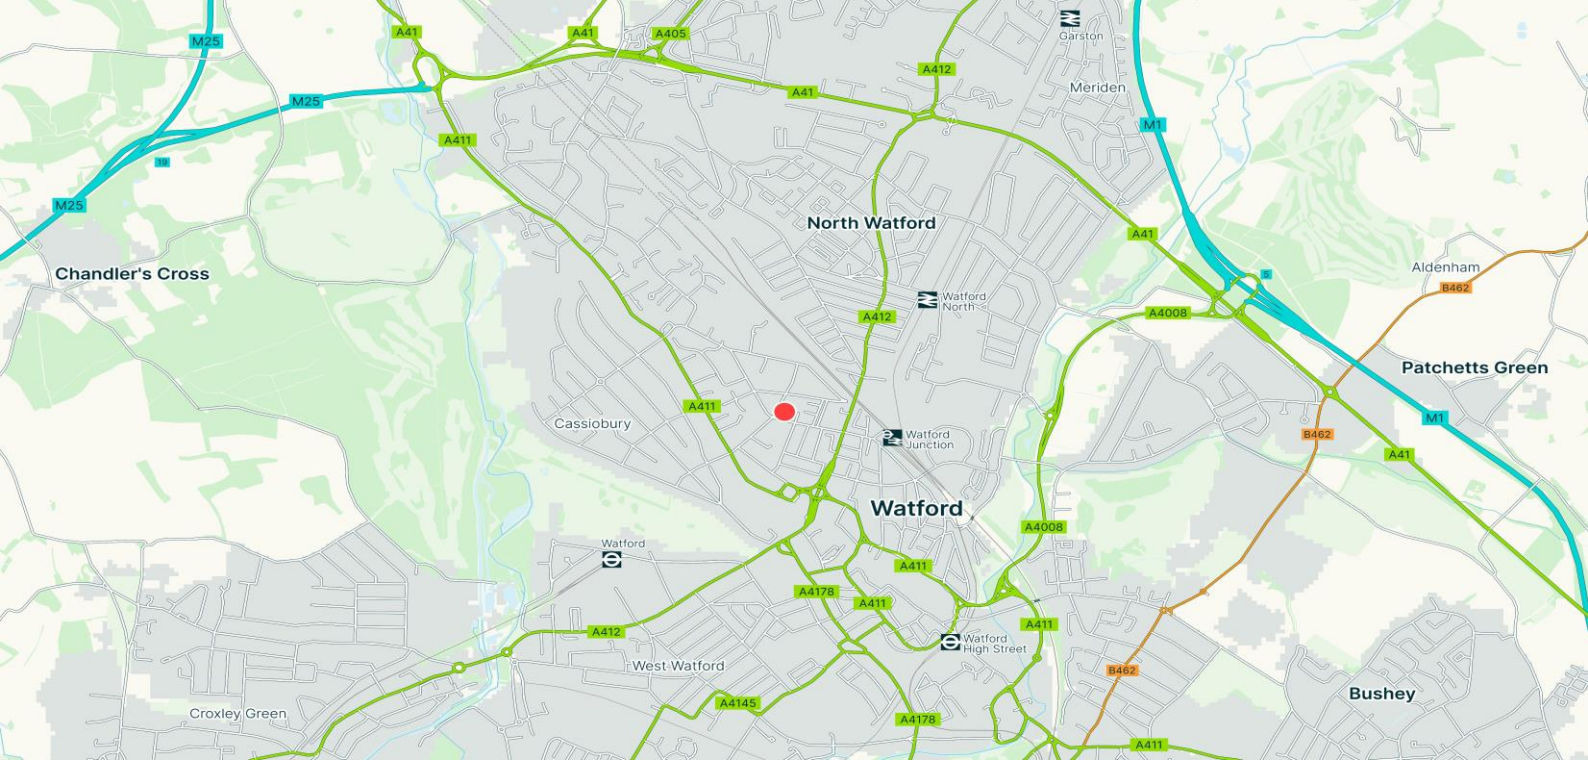 A41
A41
A405
M25
Garston
A412
Meriden
M25
A41
M1
A411
19
M25
North Watford
A41
Chandler's Cross
Aldenham
5
B462
Watford
North
A4008
A412
Patchetts Green
A411
M1
Cassiobury
B462
Watford
Junction
A41
Watford
A4008
Watford
A411
A4178
A411
A411
A412
Watford
High Street
West Watford
B462
Bushey
A4145
Croxley Green
A4178
A411